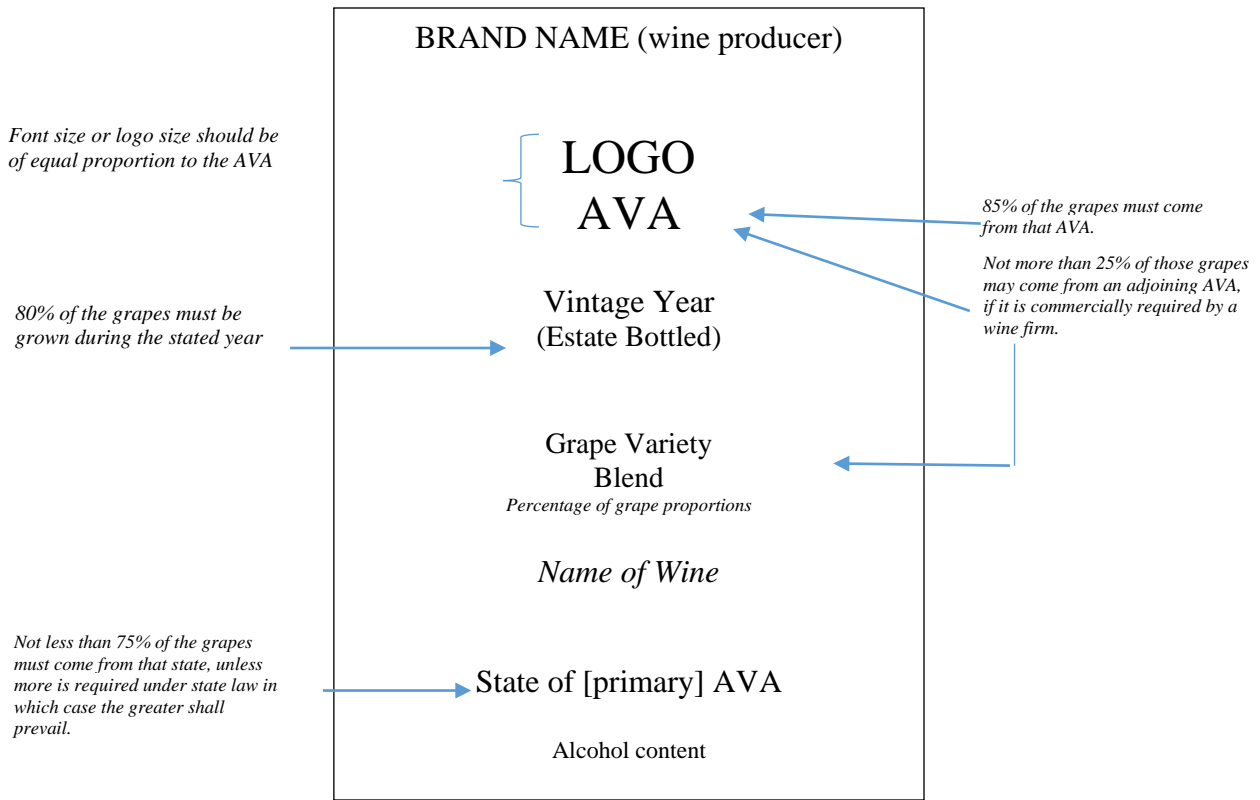 BRAND NAME (wine producer)
Font size or logo size should be
of equal proportion to the AVA
LOGO
AVA
85% of the grapes must come
from that AVA.
Not more than 25% of those grapes
may come from an adjoining AVA,
if it is commercially required by a
wine firm.
80% of the grapes must be
grown during the stated year
Vintage Year
(Estate Bottled)
Grape Variety
Blend
Percentage of grape proportions
Name of Wine
Not less than 75% of the grapes
must come from that state, unless
more is required under state law in
which case the greater shall
prevail.
State of [primary] AVA
Alcohol content